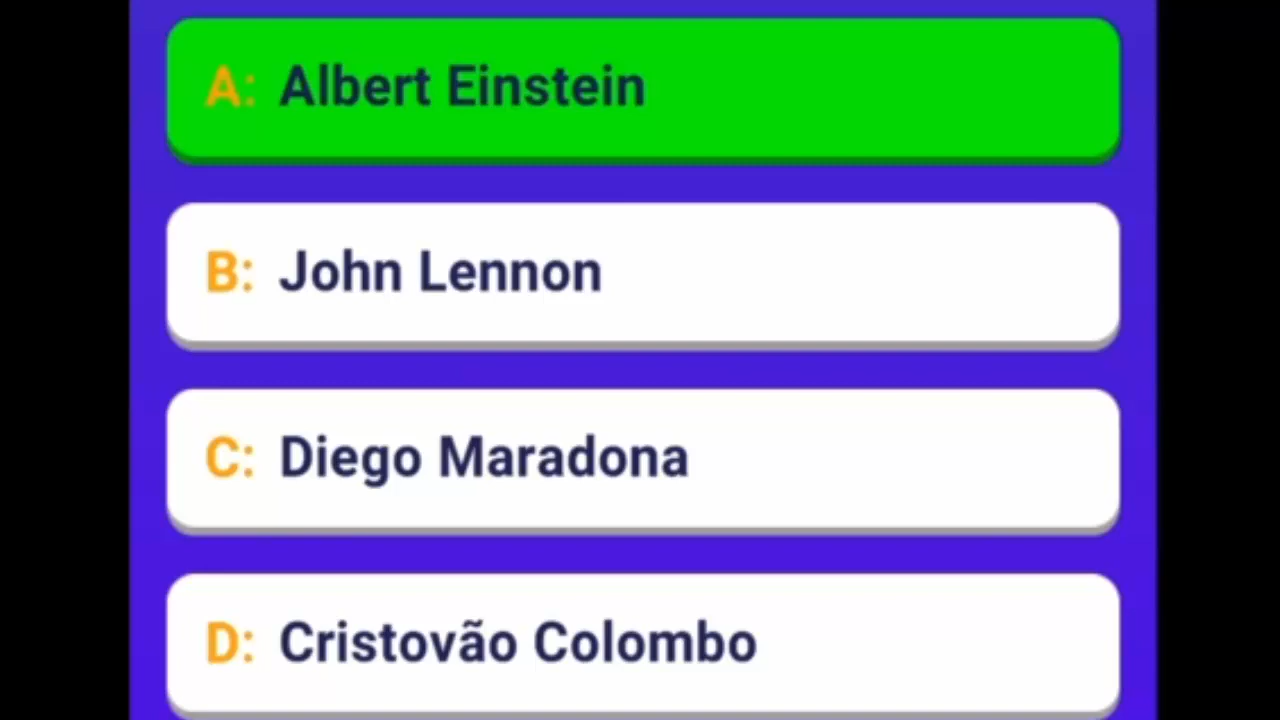 A: Albert Einstein
B: John Lennon
C: Diego Maradona
D: Cristovão Colombo